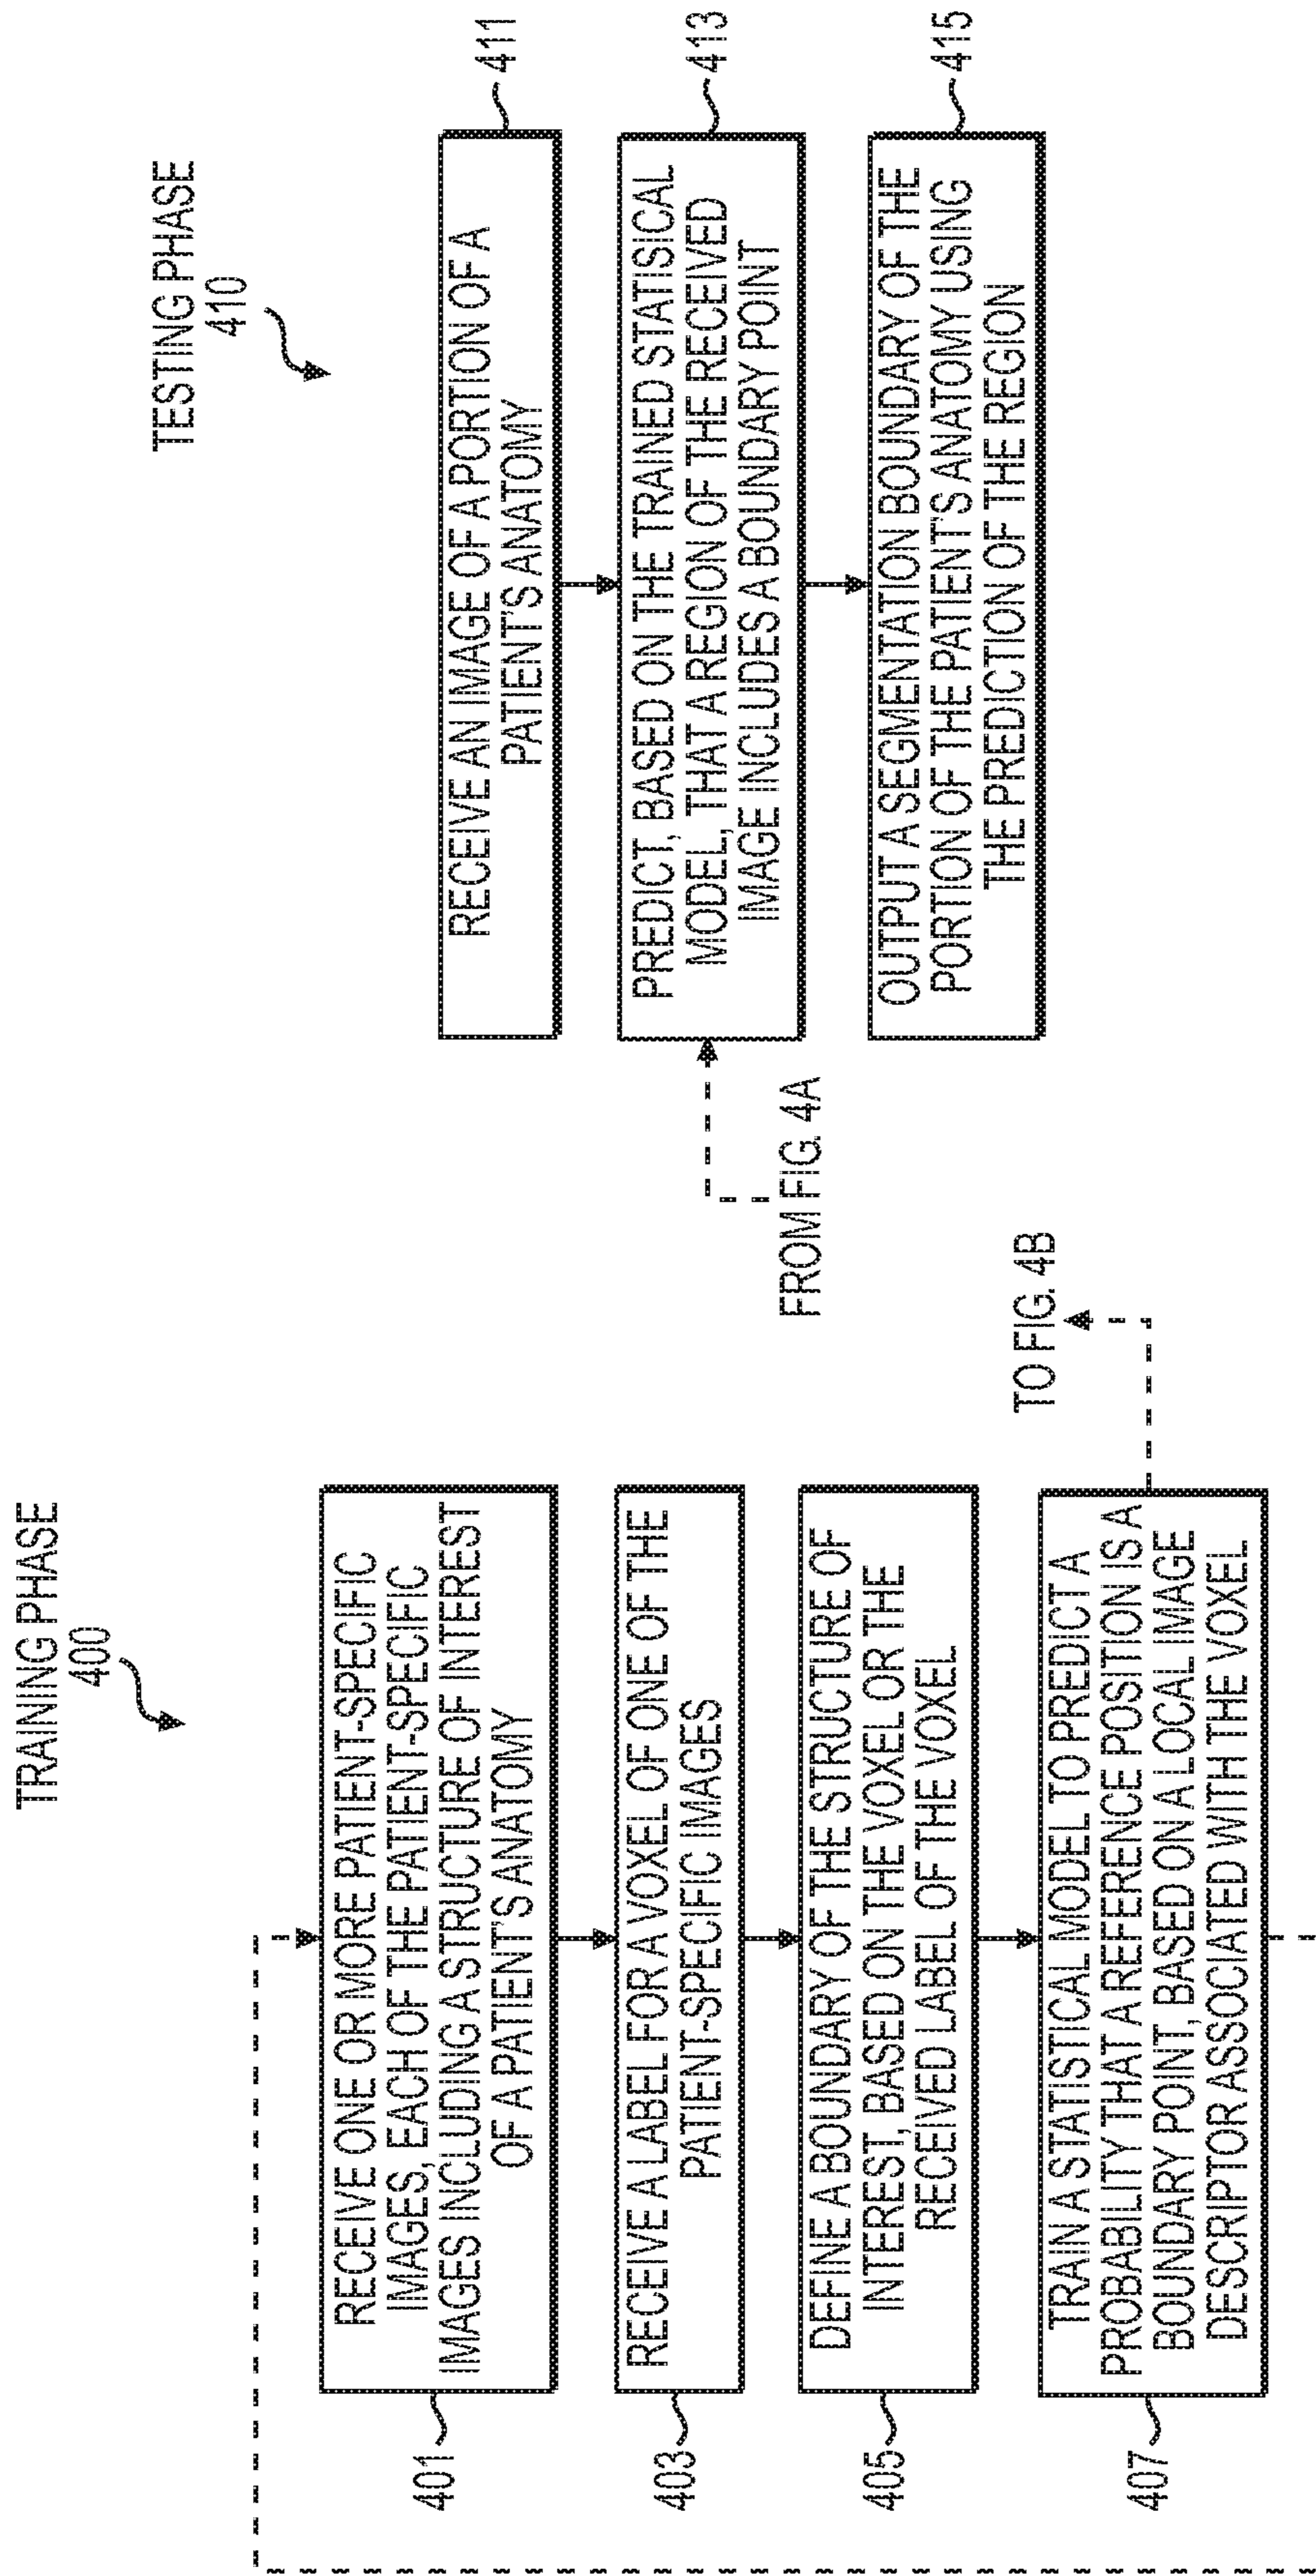 TRAINING PHASE
400
RECEIVE ONE OR MORE PATIENT-SPECIFIC
IMAGES, EACH OF THE PATIENT-SPECIFIC
IMAGES INCLUDING A STRUCTURE OF INTEREST
OF A PATIENT'S ANATOMY
401
RECEIVE A LABEL FOR A VOXEL OF ONE OF THE
PATIENT-SPECIFIC IMAGES
403
DEFINE A BOUNDARY OF THE STRUCTURE OF
INTEREST, BASED ON THE VOXEL OR THE
RECEIVED LABEL OF THE VOXEL
405
TRAIN A STATISTICAL MODEL TO PREDICT A
PROBABILITY THAT A REFERENCE POSITION IS A
BOUNDARY POINT, BASED ON A LOCAL IMAGE
DESCRIPTOR ASSOCIATED WITH THE VOXEL
407
TO FIG. 4B
TESTING PHASE
410
RECEIVE AN IMAGE OF A PORTION OF A
PATIENT'S ANATOMY
411
PREDICT, BASED ON THE TRAINED STATISICAL
MODEL, THAT A REGION OF THE RECEIVED
IMAGE INCLUDES A BOUNDARY POINT
413
FROM FIG. 4A
OUTPUT A SEGMENTATION BOUNDARY OF THE
PORTION OF THE PATIENT'S ANATOMY USING
THE PREDICTION OF THE REGION
415